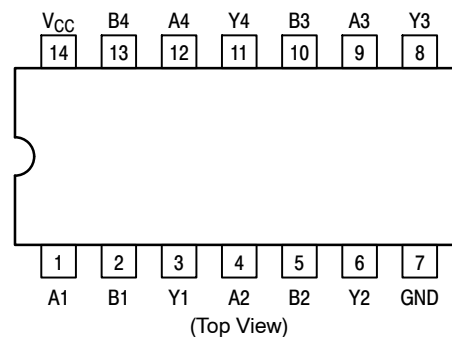 V_CC B4 A4 Y4 B3 A3 Y3
14 13 12 11 10 9 8
1 2 3 4 5 6 7
A1 B1 Y1 A2 B2 Y2 GND
(Top View)